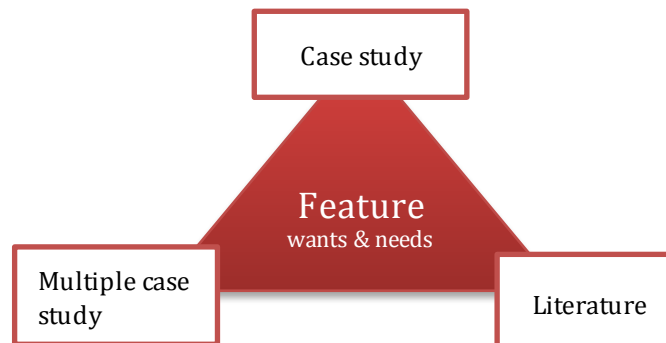 Case study
Feature
wants & needs
Multiple case
study
Literature